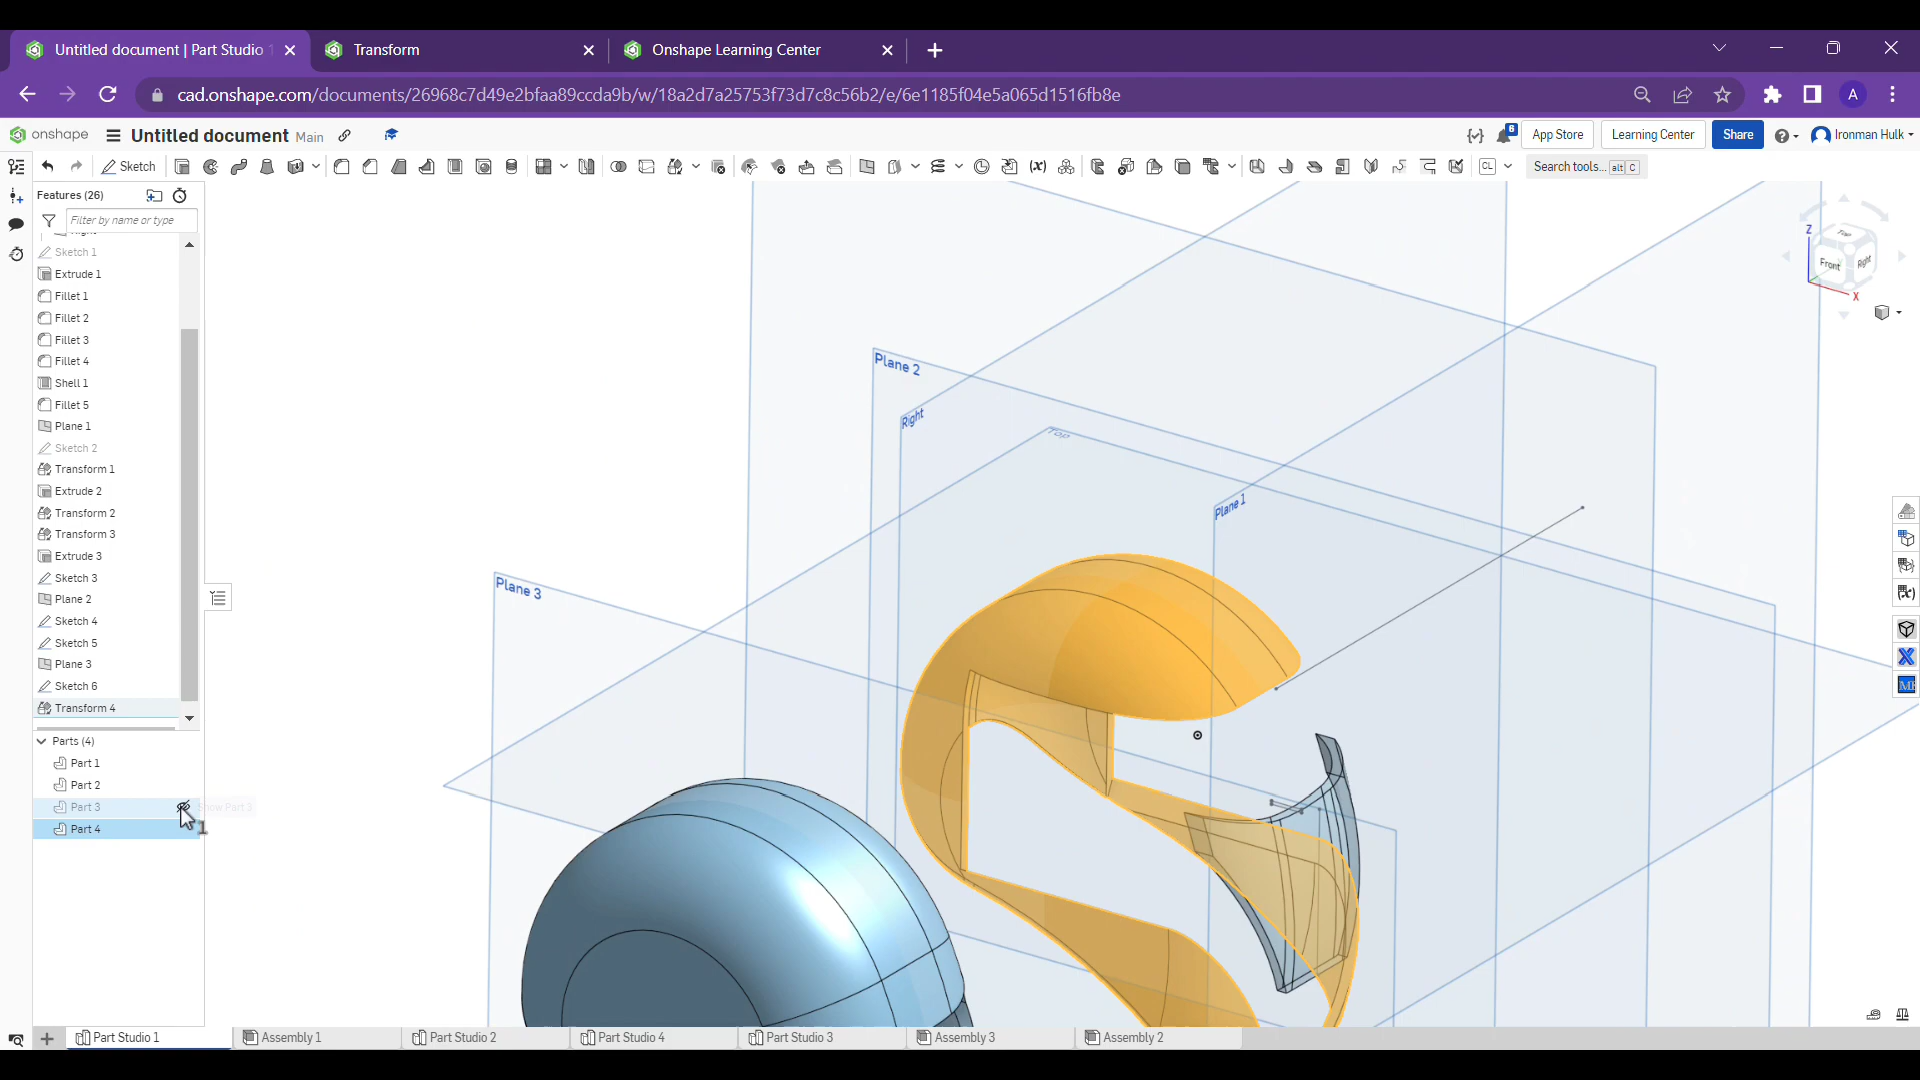 Untitled document | Part Studio 1
Transform
Onshape Learning Center
cad.onshape.com/documents/26968c7d49e2bfaa89ccda9b/w/18a2d7a25753f73d7c8c56b2/e/6e1185f04e5a065d1516fb8e
A
onshape
Untitled document Main
6
App Store
Learning Center
Share
Ironman Hulk
CL
Search tools... alt C
Features (26)
Filter by name or type
Right
Sketch 1
Extrude 1
Fillet 1
Fillet 2
Fillet 3
Fillet 4
Shell 1
Fillet 5
Plane 1
Sketch 2
Transform 1
Extrude 2
Transform 2
Transform 3
Extrude 3
Sketch 3
Plane 2
Sketch 4
Sketch 5
Plane 3
Sketch 6
Transform 4
Parts (4)
Part 1
Part 2
Part 3
Show Part 3
Part 4
1
Plane 2
Right
Top
Plane 1
Plane 3
Z
Top
Front
Right
X
Part Studio 1
Assembly 1
Part Studio 2
Part Studio 4
Part Studio 3
Assembly 3
Assembly 2